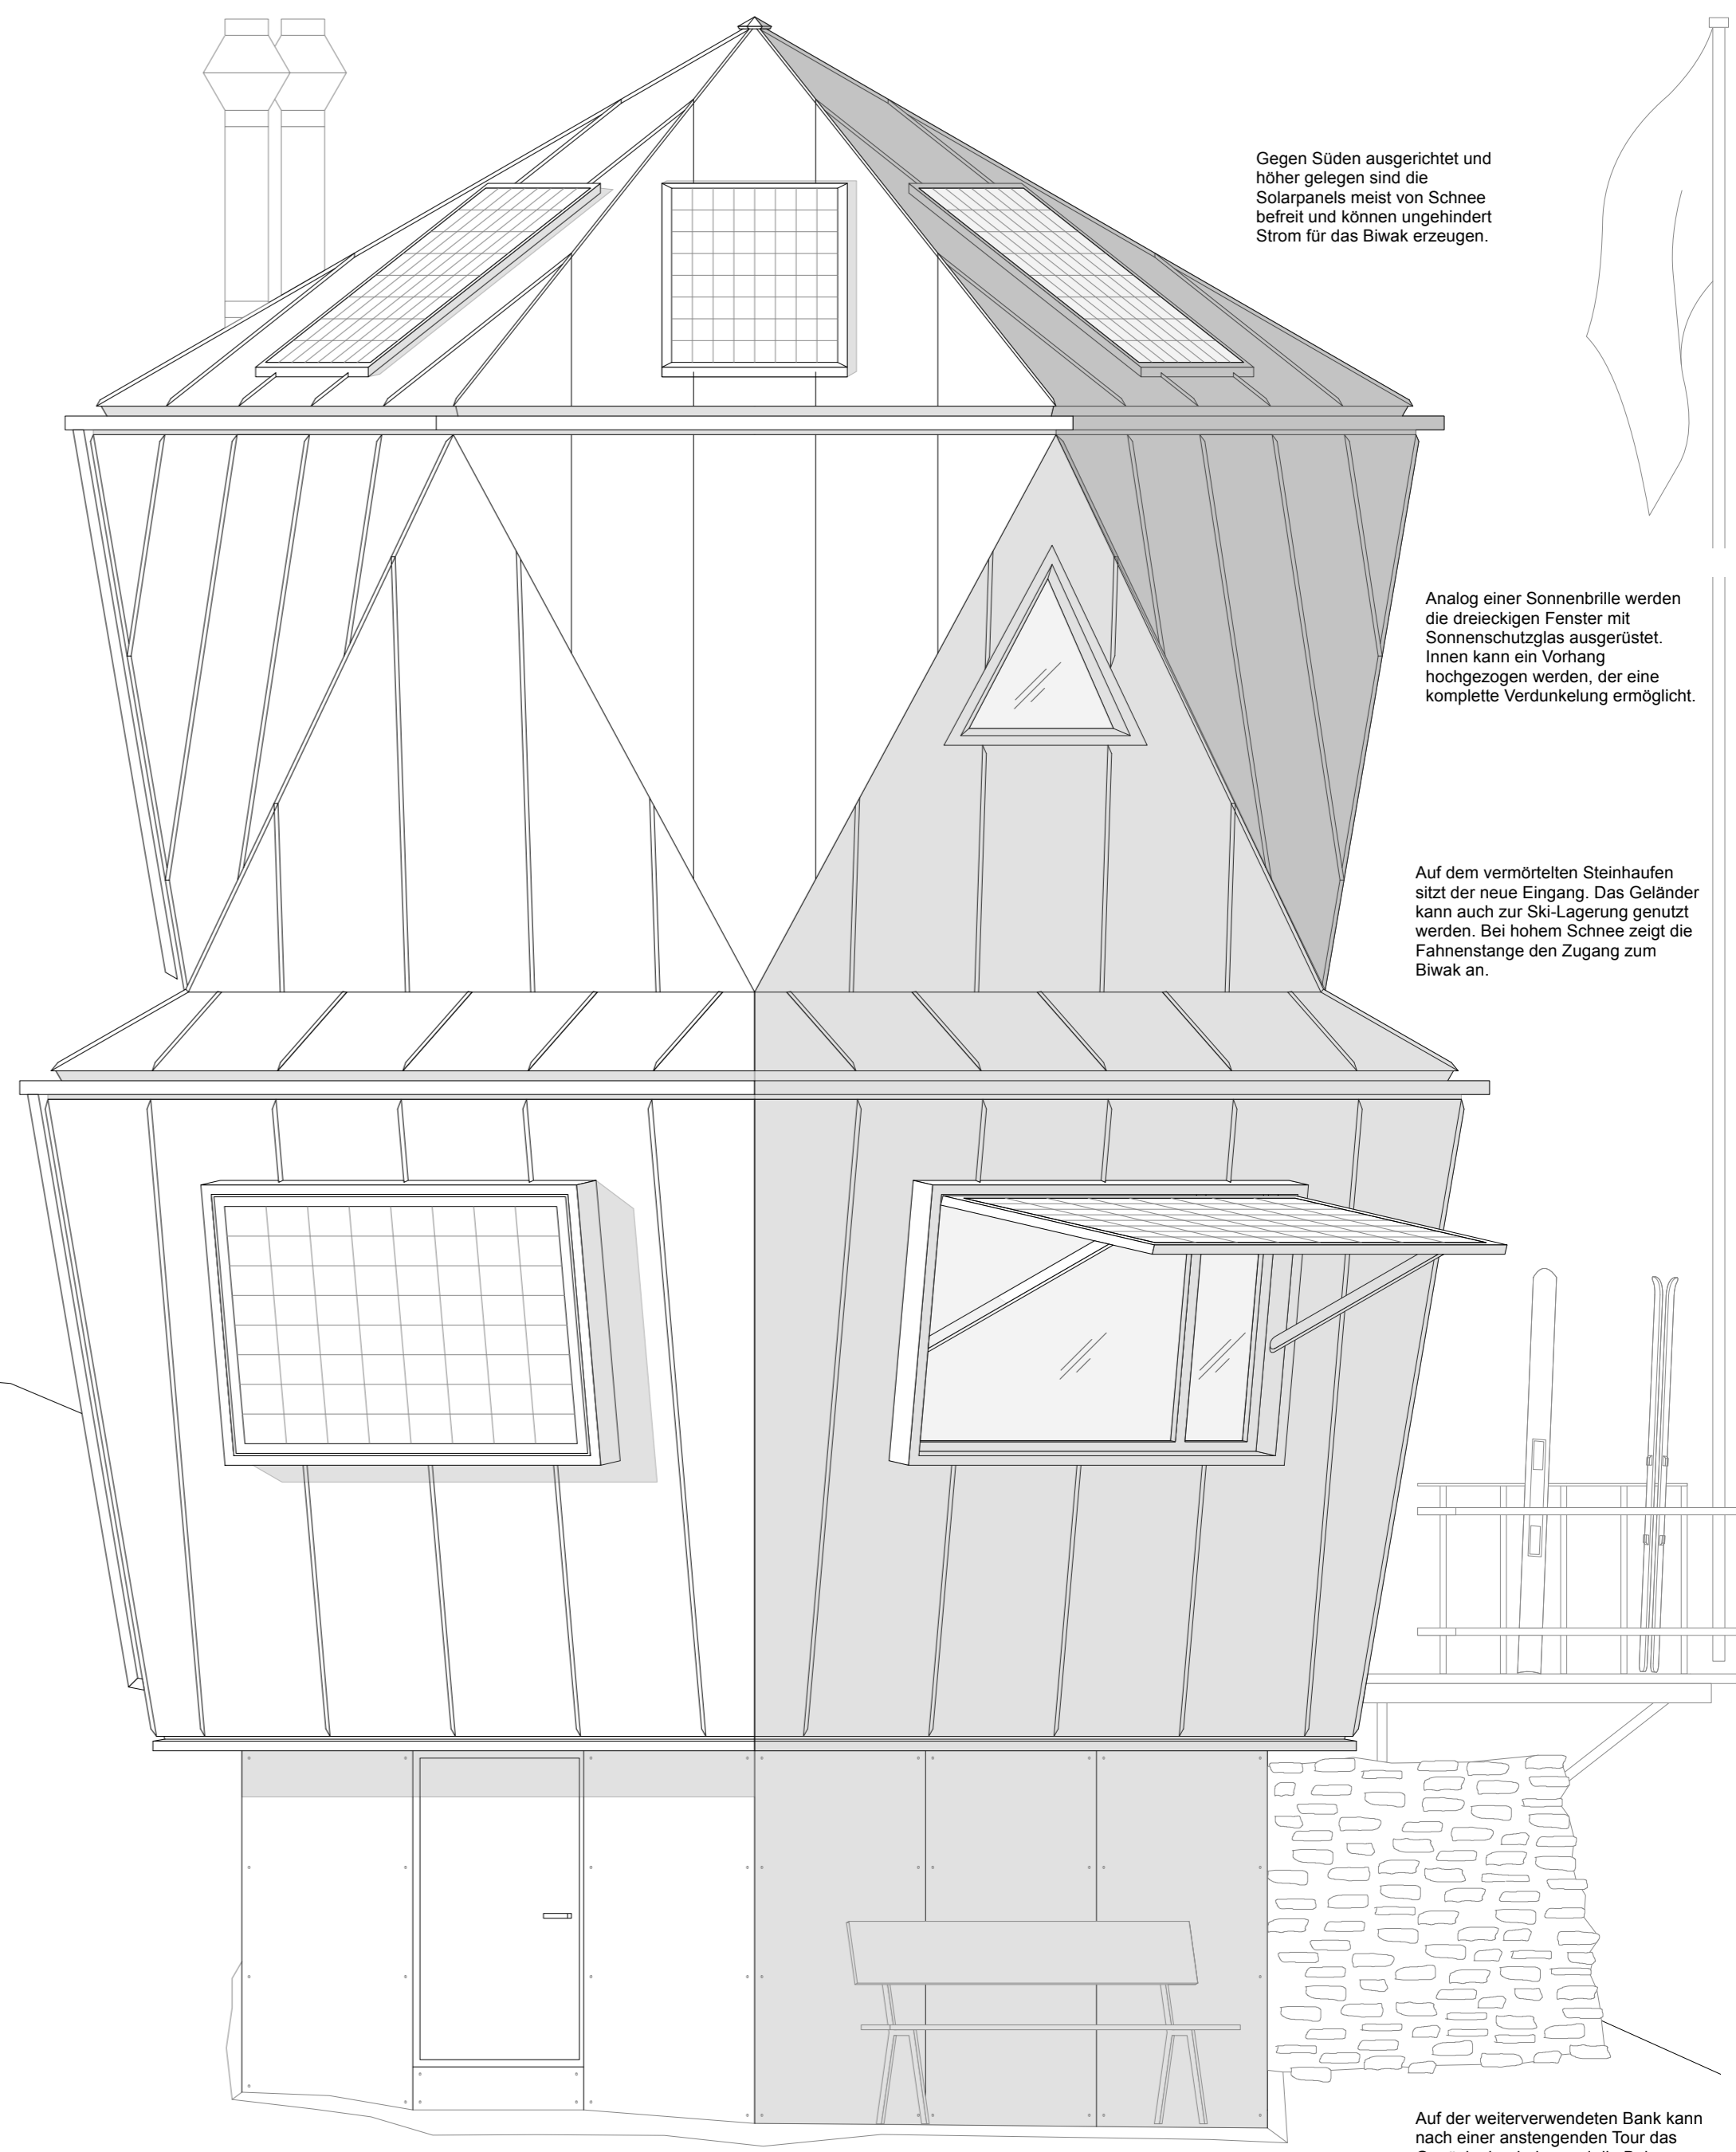 Gegen Süden ausgerichtet und
höher gelegen sind die
Solarpanels meist von Schnee
befreit und können ungehindert
Strom für das Biwak erzeugen.
Analog einer Sonnenbrille werden
die dreieckigen Fenster mit
Sonnenschutzglas ausgerüstet.
Innen kann ein Vorhang
hochgezogen werden, der eine
komplette Verdunkelung ermöglicht.
Auf dem vermörtelten Steinhaufen
sitzt der neue Eingang. Das Geländer
kann auch zur Ski-Lagerung genutzt
werden. Bei hohem Schnee zeigt die
Fahnenstange den Zugang zum
Biwak an.
Auf der weiterverwendeten Bank kann
nach einer anstengenden Tour das